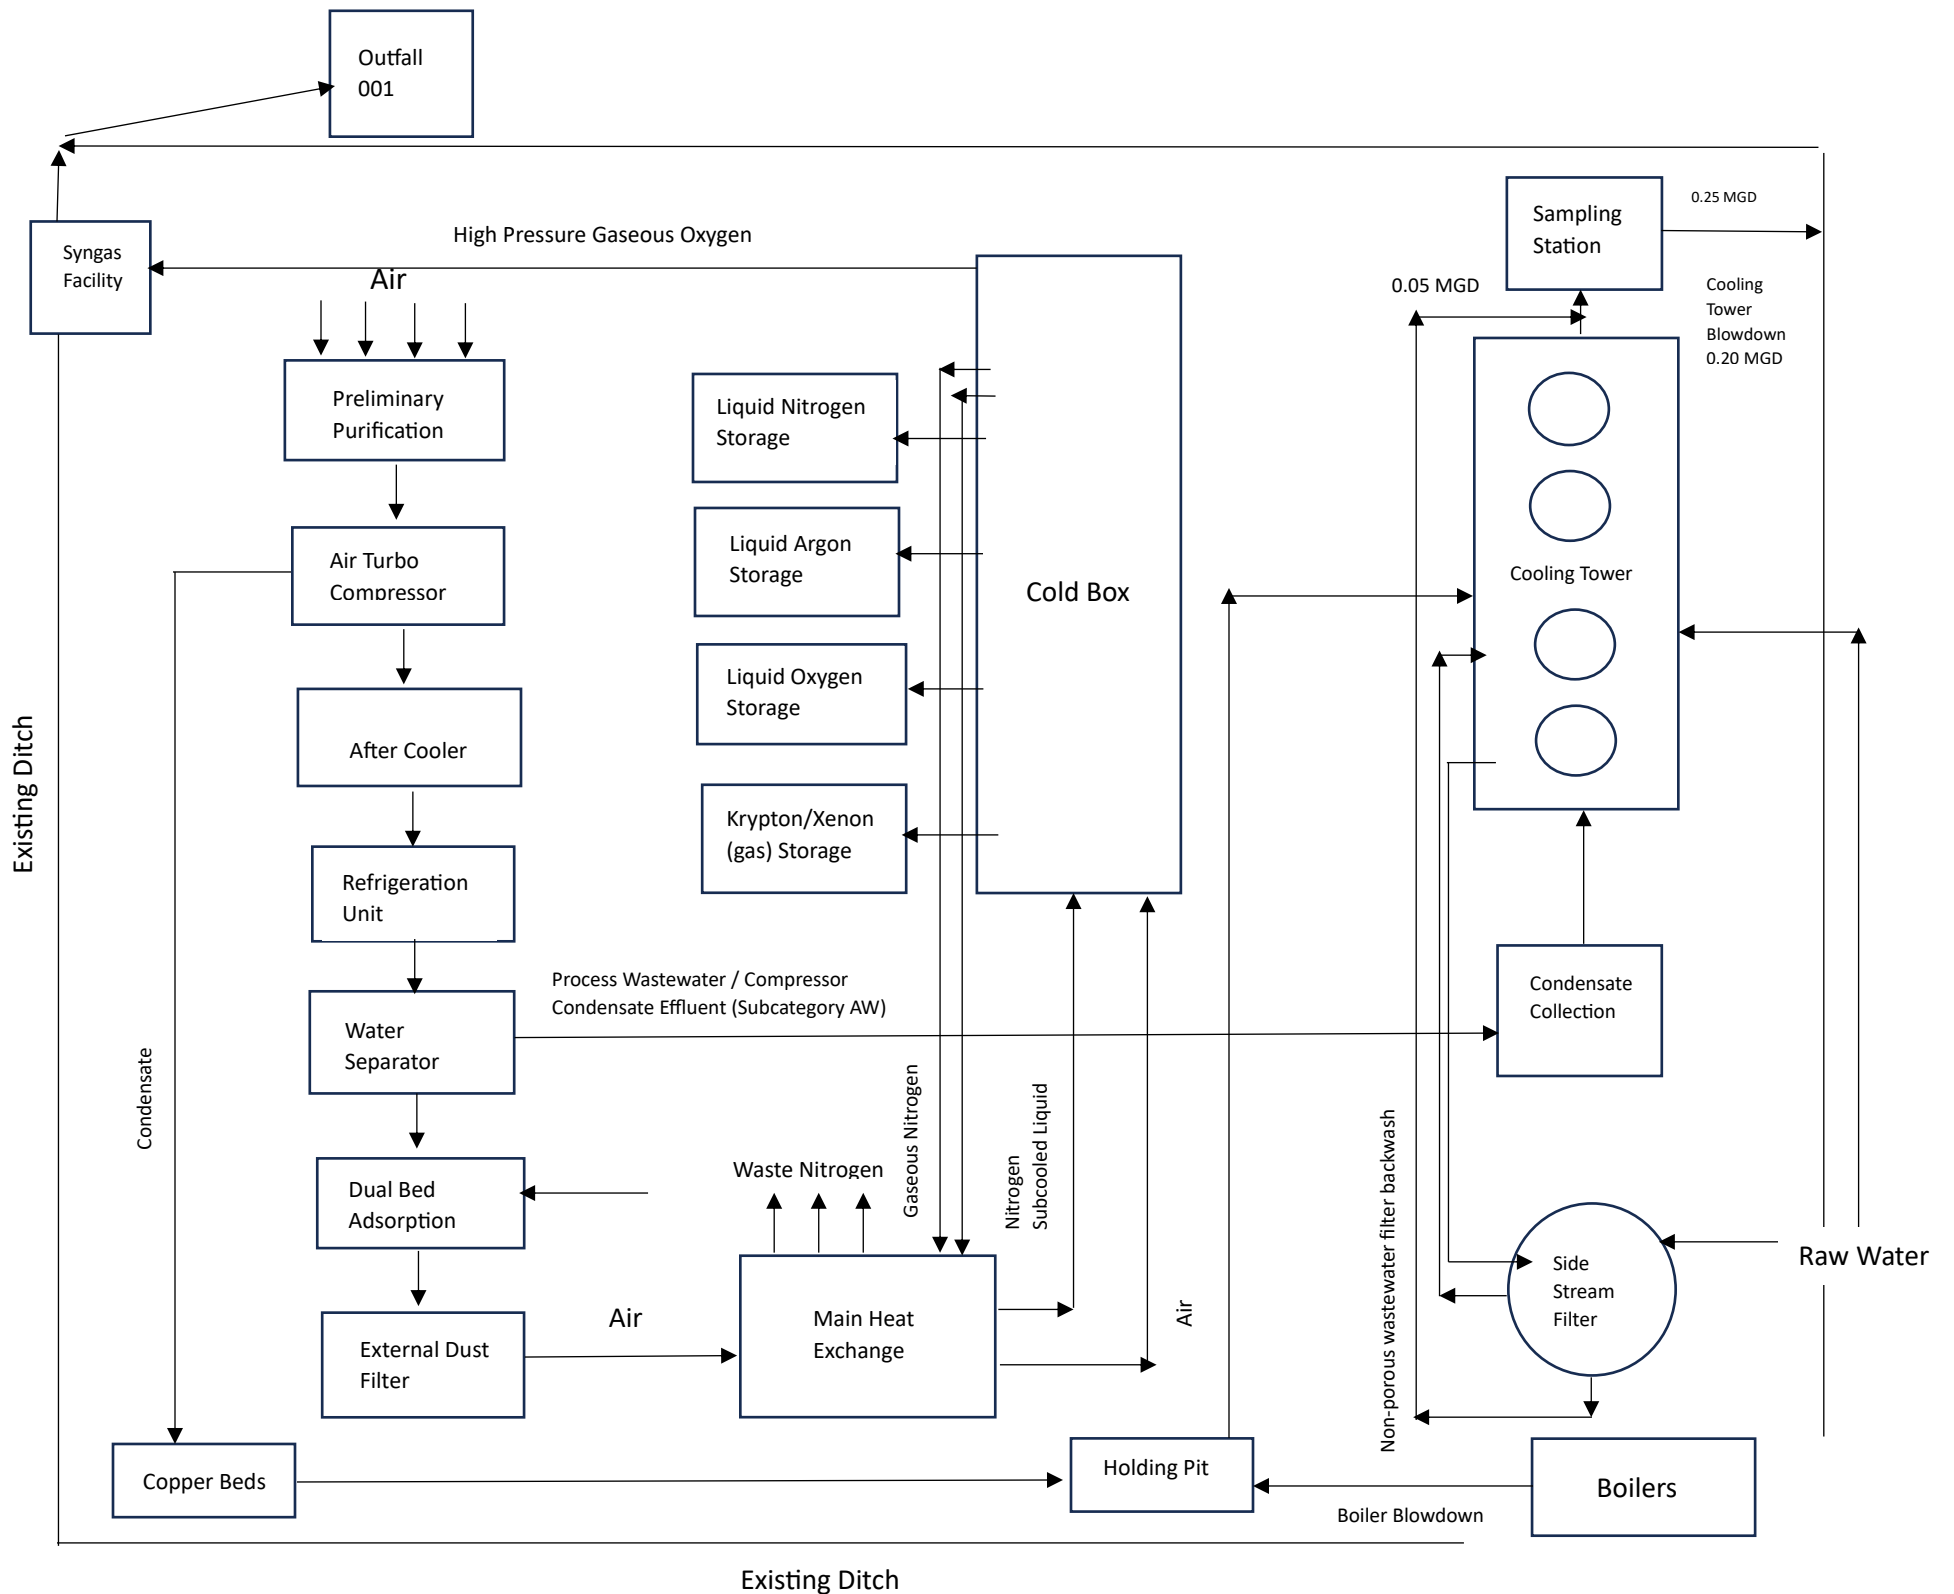 Outfall
001
0.25 MGD
Sampling
Station
Syngas
Facility
High Pressure Gaseous Oxygen
Air
0.05 MGD
Cooling
Tower
Blowdown
0.20 MGD
Preliminary
Purification
Liquid Nitrogen
Storage
Air Turbo
Compressor
Liquid Argon
Storage
Cold Box
Cooling Tower
Liquid Oxygen
Storage
After Cooler
Existing Ditch
Krypton/Xenon
(gas) Storage
Refrigeration
Unit
Process Wastewater / Compressor
Condensate Effluent (Subcategory AW)
Condensate
Collection
Water
Separator
Condensate
Gaseous Nitrogen
Nitrogen
Subcooled Liquid
Non-porous wastewater filter backwash
Waste Nitrogen
Dual Bed
Adsorption
Raw Water
Side
Stream
Filter
Air
Main Heat
Exchange
Air
External Dust
Filter
Copper Beds
Holding Pit
Boilers
Boiler Blowdown
Existing Ditch